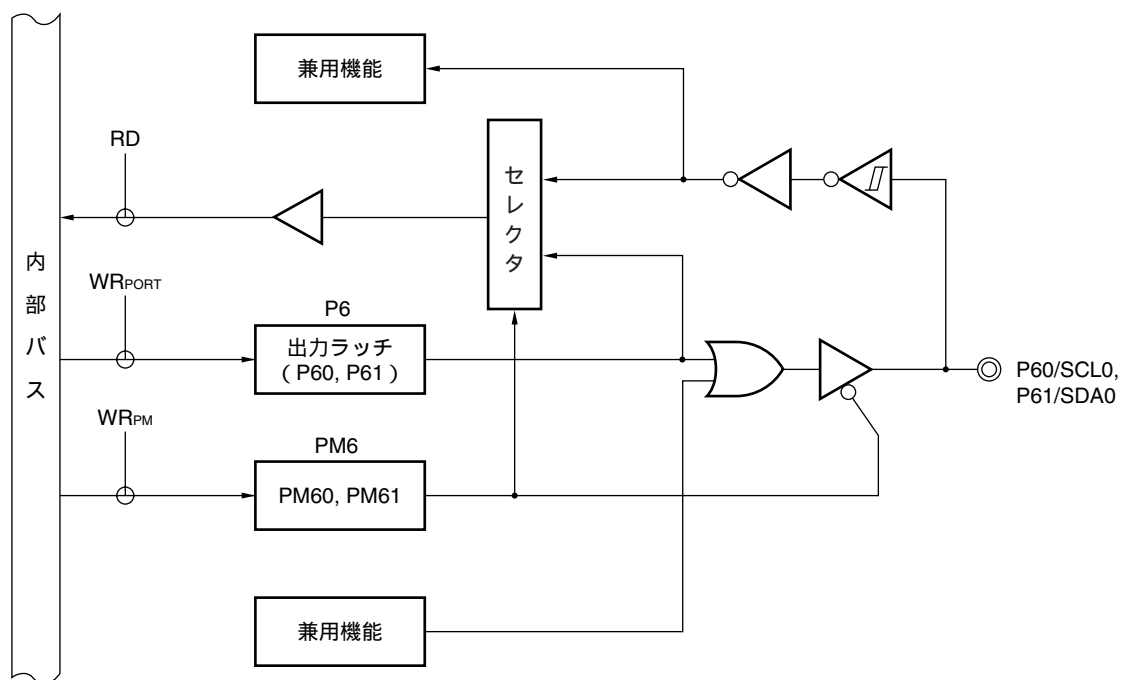 兼用機能
RD
セレクタ
内部バス
WRPORT
P6
出力ラッチ
（P60, P61）
P60/SCL0,
P61/SDA0
WRPM
PM6
PM60, PM61
兼用機能